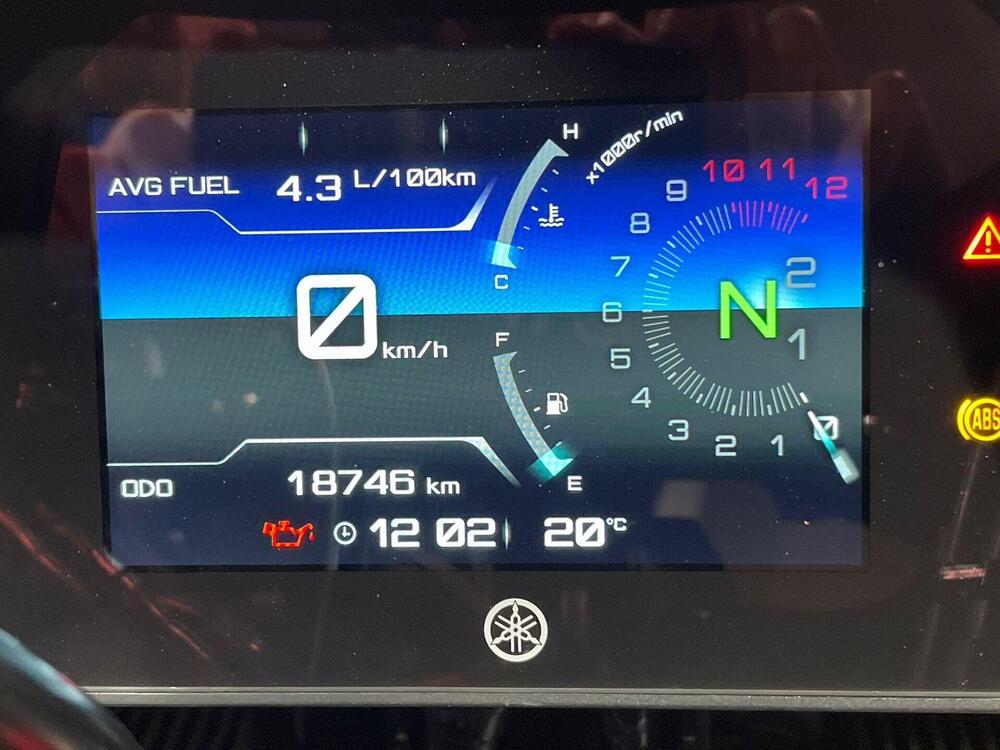 H
x1000r/min
AVG FUEL 4.3 L/100km
10 11
9 12
8
7
C
2
N
6
0 km/h
1
F
5
4
3
2 1 0
ODO 18746 km
E
12 02 20°C
ABS